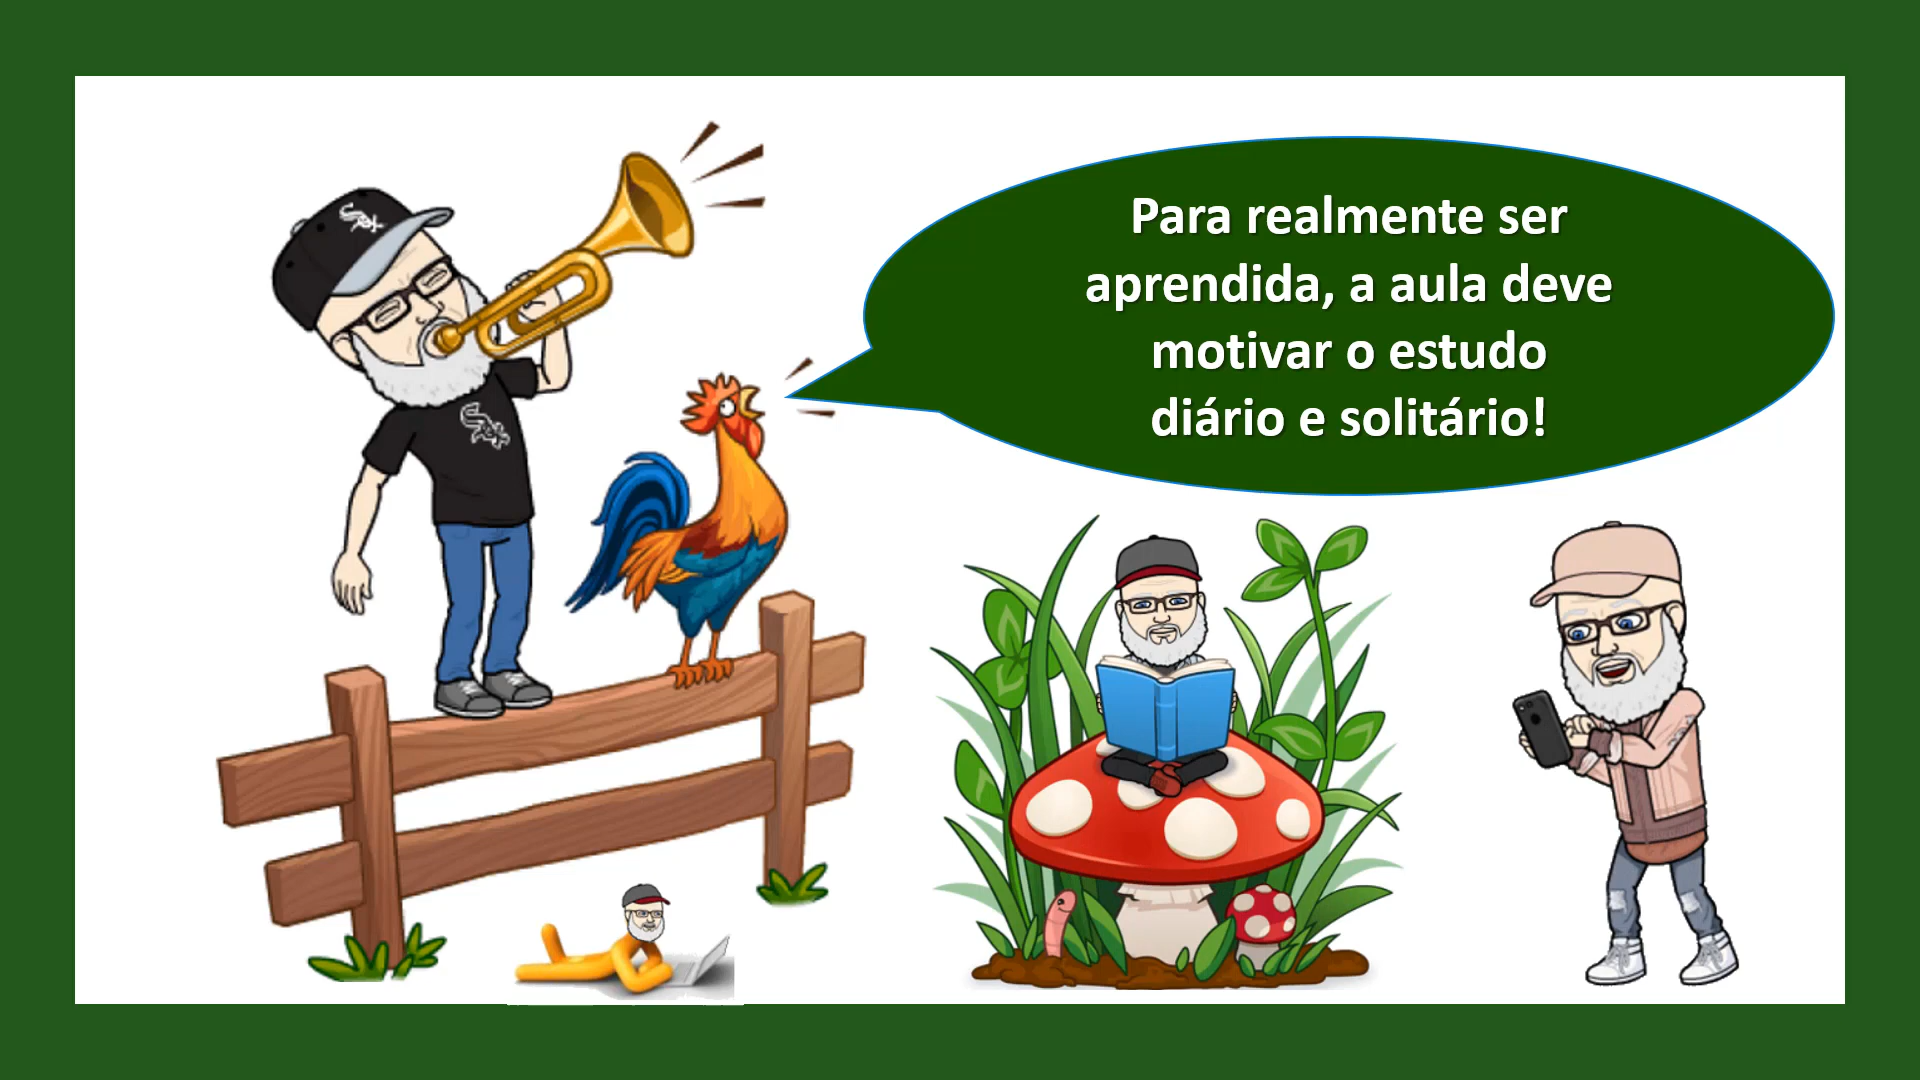 Para realmente ser
aprendida, a aula deve
motivar o estudo
diário e solitário!